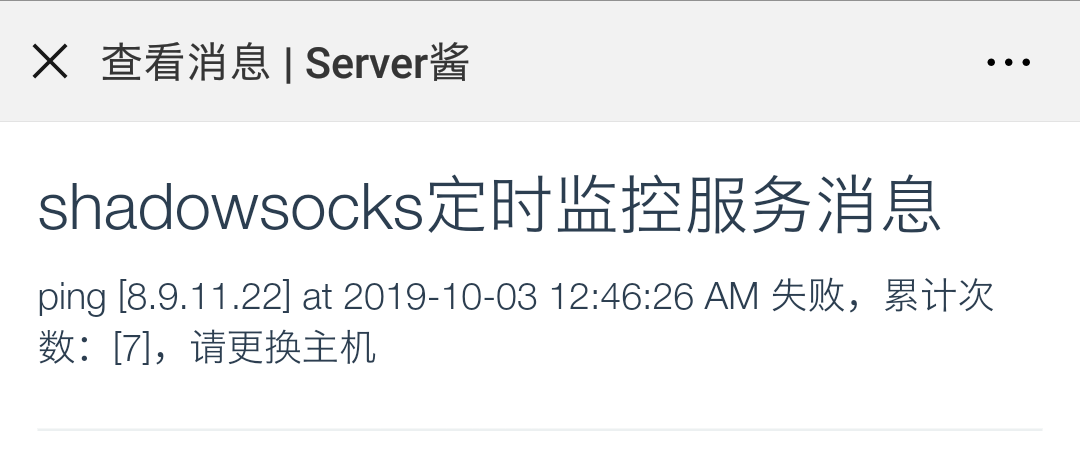 查看消息 | Server酱
shadowsocks定时监控服务消息
ping [8.9.11.22] at 2019-10-03 12:46:26 AM 失败，累计次
数：[7]，请更换主机